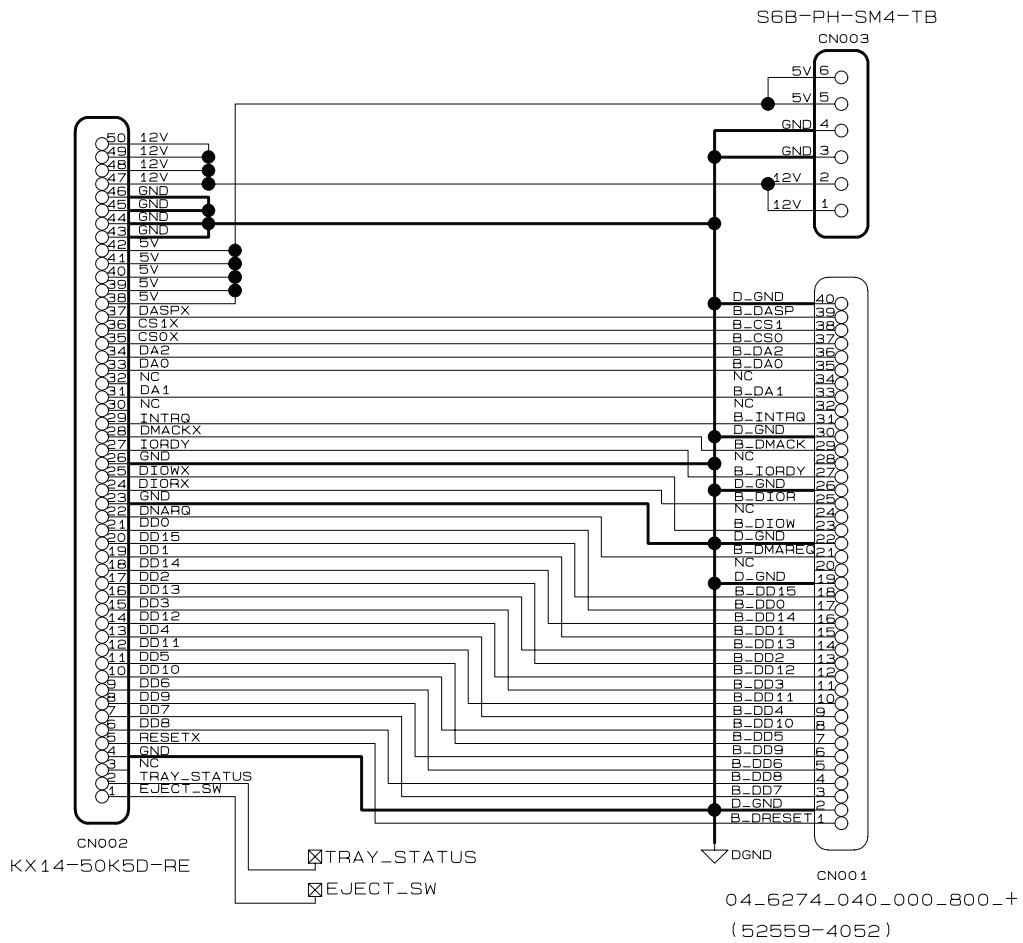 S6B-PH-SM4-TB
CN003
5V 6
5V 5
GND 4
GND 3
12V 2
12V 1
50 12V
49 12V
48 12V
47 12V
46 GND
45 GND
44 GND
43 GND
42 5V
41 5V
40 5V
39 5V
38 5V
37 DASPX
36 CS1X
35 CS0X
34 DA2
33 DA0
32 NC
31 DA1
30 NC
29 INTRQ
28 DMACKX
27 IORDY
26 GND
25 DIOWX
24 DIORX
23 GND
22 DNARQ
21 DD0
20 DD15
19 DD1
18 DD14
17 DD2
16 DD13
15 DD3
14 DD12
13 DD4
12 DD11
11 DD5
10 DD10
9 DD6
8 DD9
7 DD7
6 DD8
5 RESETX
4 GND
3 NC
2 TRAY_STATUS
1 EJECT_SW
CN002
KX14-50K5D-RE
TRAY_STATUS
EJECT_SW
D_GND 40
B_DASP 39
B_CS1 38
B_CS0 37
B_DA2 36
B_DA0 35
NC 34
B_DA1 33
NC 32
B_INTRQ 31
D_GND 30
B_DMACK 29
NC 28
B_IORDY 27
D_GND 26
B_DIOR 25
NC 24
B_DIOW 23
D_GND 22
B_DMAREQ 21
NC 20
D_GND 19
B_DD15 18
B_DD0 17
B_DD14 16
B_DD1 15
B_DD13 14
B_DD2 13
B_DD12 12
B_DD3 11
B_DD11 10
B_DD4 9
B_DD10 8
B_DD5 7
B_DD9 6
B_DD6 5
B_DD8 4
B_DD7 3
D_GND 2
B_DRESET 1
DGND
CN001
04_6274_040_000_800_+
(52559-4052)